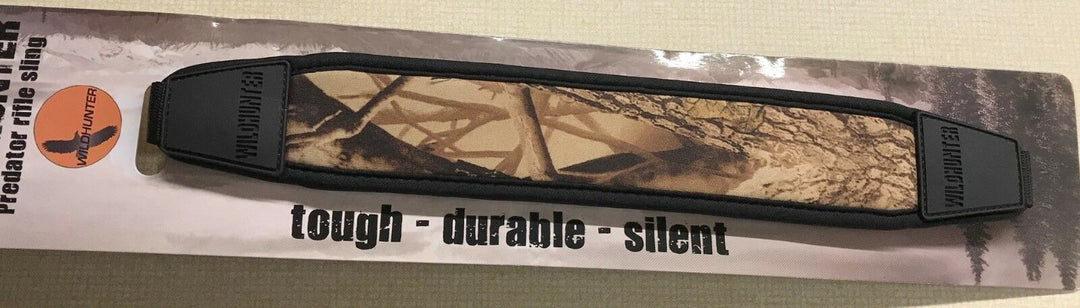 Predator rifle sling
WILDHUNTER
WILDHUNTER
WILDHUNTER
tough - durable - silent